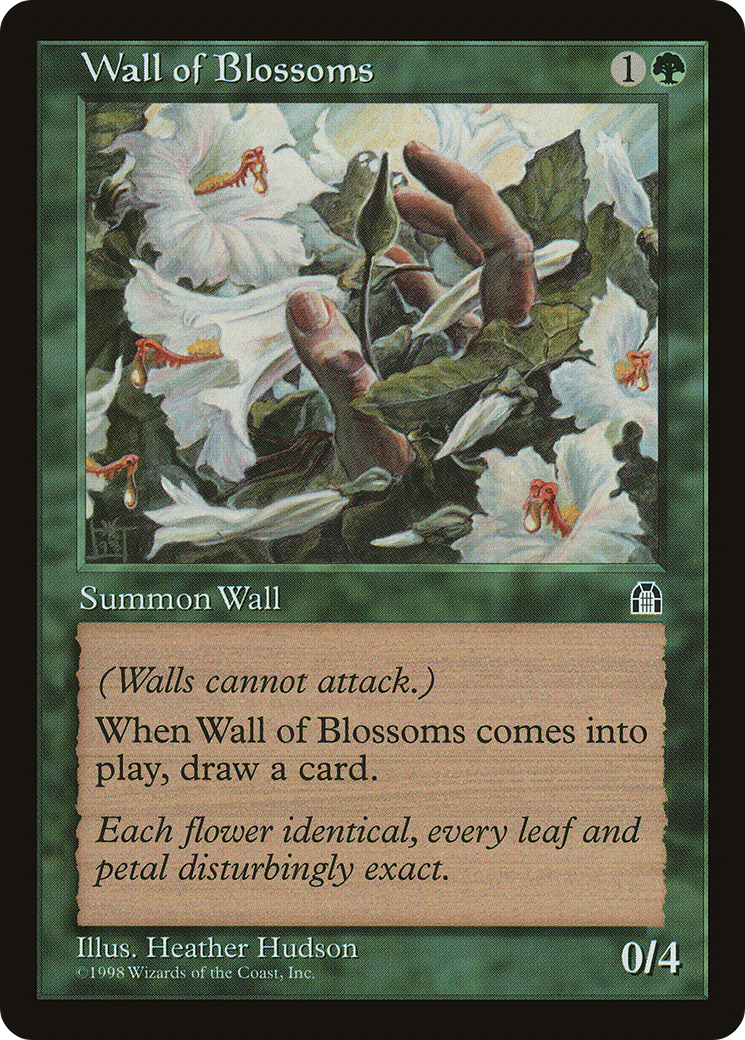 Wall of Blossoms
1
Summon Wall
(Walls cannot attack.)
When Wall of Blossoms comes into
play, draw a card.
Each flower identical, every leaf and
petal disturbingly exact.
Illus. Heather Hudson
©1998 Wizards of the Coast, Inc.
0/4